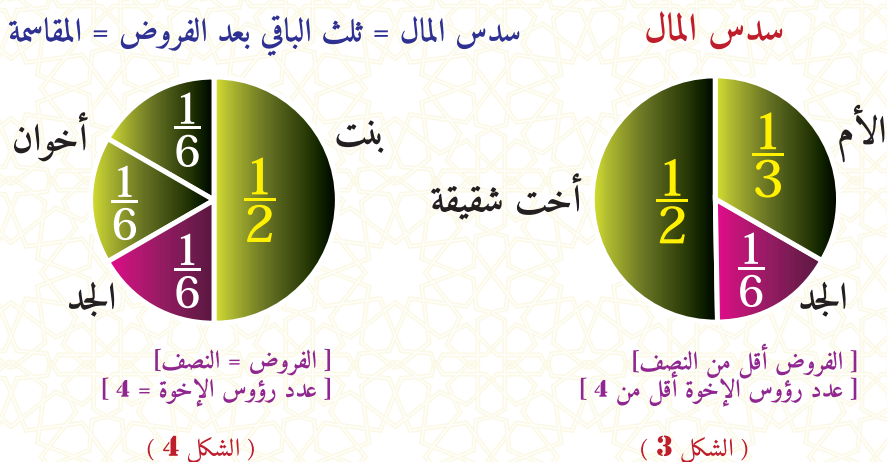 سدس المال
الأم
1/3
أخت شقيقة
1/2
1/6
الجد
[ الفروض أقل من النصف]
[ عدد رؤوس الإخوة أقل من 4 ]
( الشكل 3 )
سدس المال = ثلث الباقي بعد الفروض = المقاسمة
بنت
1/2
أخوان
1/6
1/6
1/6
الجد
[ الفروض = النصف]
[ عدد رؤوس الإخوة = 4 ]
( الشكل 4 )